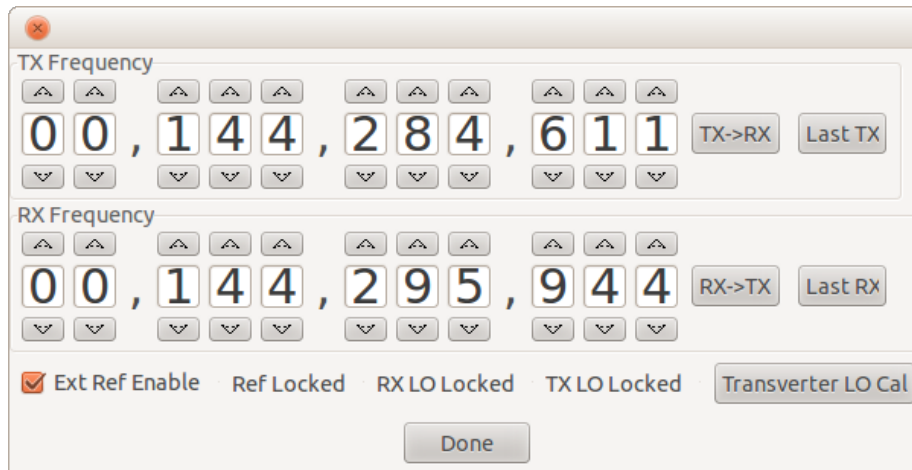 TX Frequency
00,144,284,611 TX->RX Last TX
RX Frequency
00,144,295,944 RX->TX Last RX
Ext Ref Enable Ref Locked RX LO Locked TX LO Locked Transverter LO Cal
Done